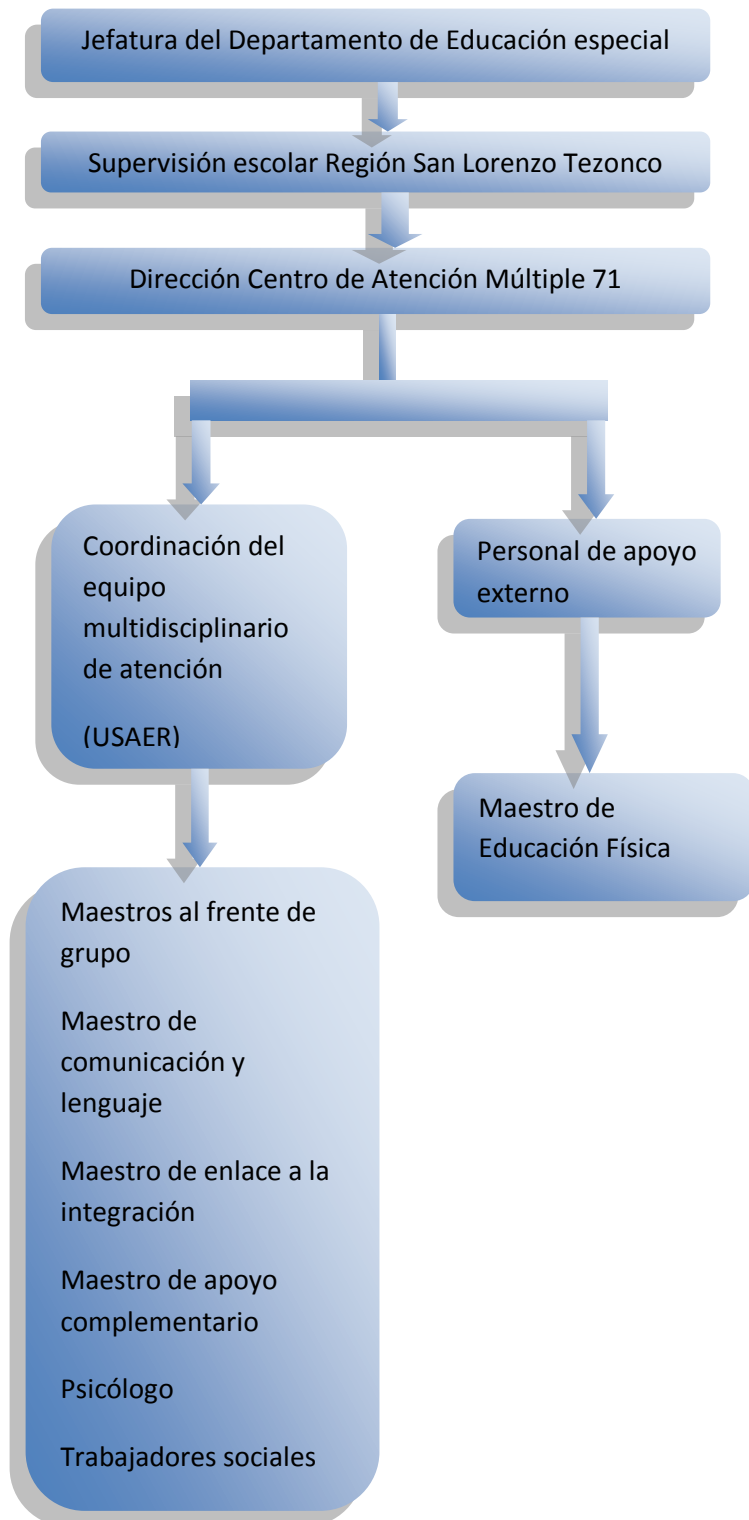 Jefatura del Departamento de Educación especial
Supervisión escolar Región San Lorenzo Tezonco
Dirección Centro de Atención Múltiple 71
Coordinación del
equipo
multidisciplinario
de atención
(USAER)
Personal de apoyo
externo
Maestro de
Educación Física
Maestros al frente de
grupo
Maestro de
comunicación y
lenguaje
Maestro de enlace a la
integración
Maestro de apoyo
complementario
Psicólogo
Trabajadores sociales